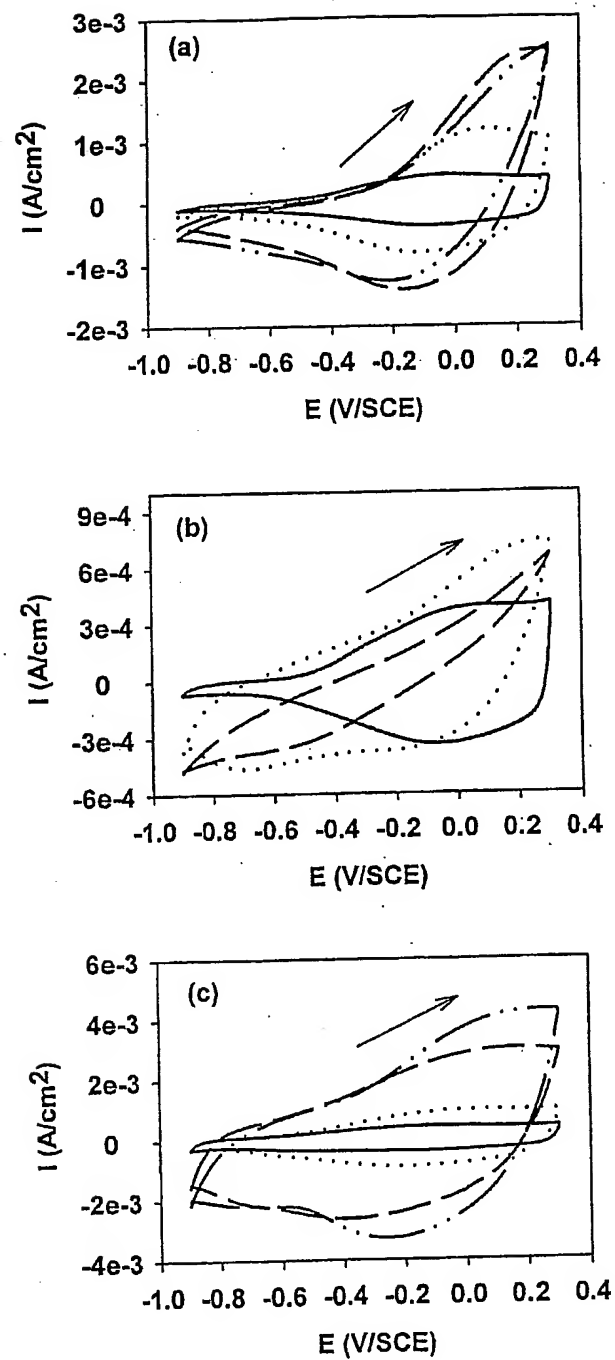 (a)
3e-3
2e-3
1e-3
0
-1e-3
-2e-3
I (A/cm2)
-1.0 -0.8 -0.6 -0.4 -0.2 0.0 0.2 0.4
E (V/SCE)
(b)
9e-4
6e-4
3e-4
0
-3e-4
-6e-4
I (A/cm2)
-1.0 -0.8 -0.6 -0.4 -0.2 0.0 0.2 0.4
E (V/SCE)
(c)
6e-3
4e-3
2e-3
0
-2e-3
-4e-3
I (A/cm2)
-1.0 -0.8 -0.6 -0.4 -0.2 0.0 0.2 0.4
E (V/SCE)